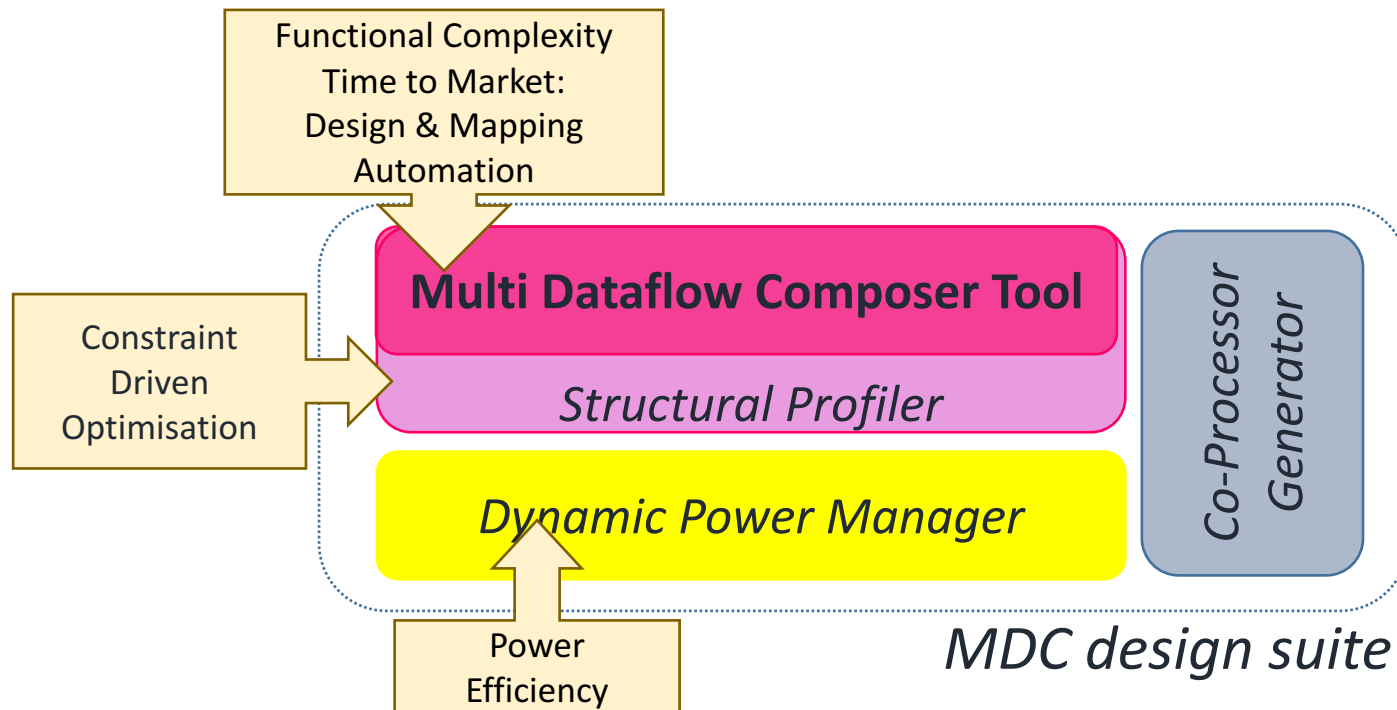 Functional Complexity
Time to Market:
Design & Mapping
Automation
Multi Dataflow Composer Tool
Constraint
Driven
Optimisation
Structural Profiler
Co-Processor
Generator
Dynamic Power Manager
Power
Efficiency
MDC design suite